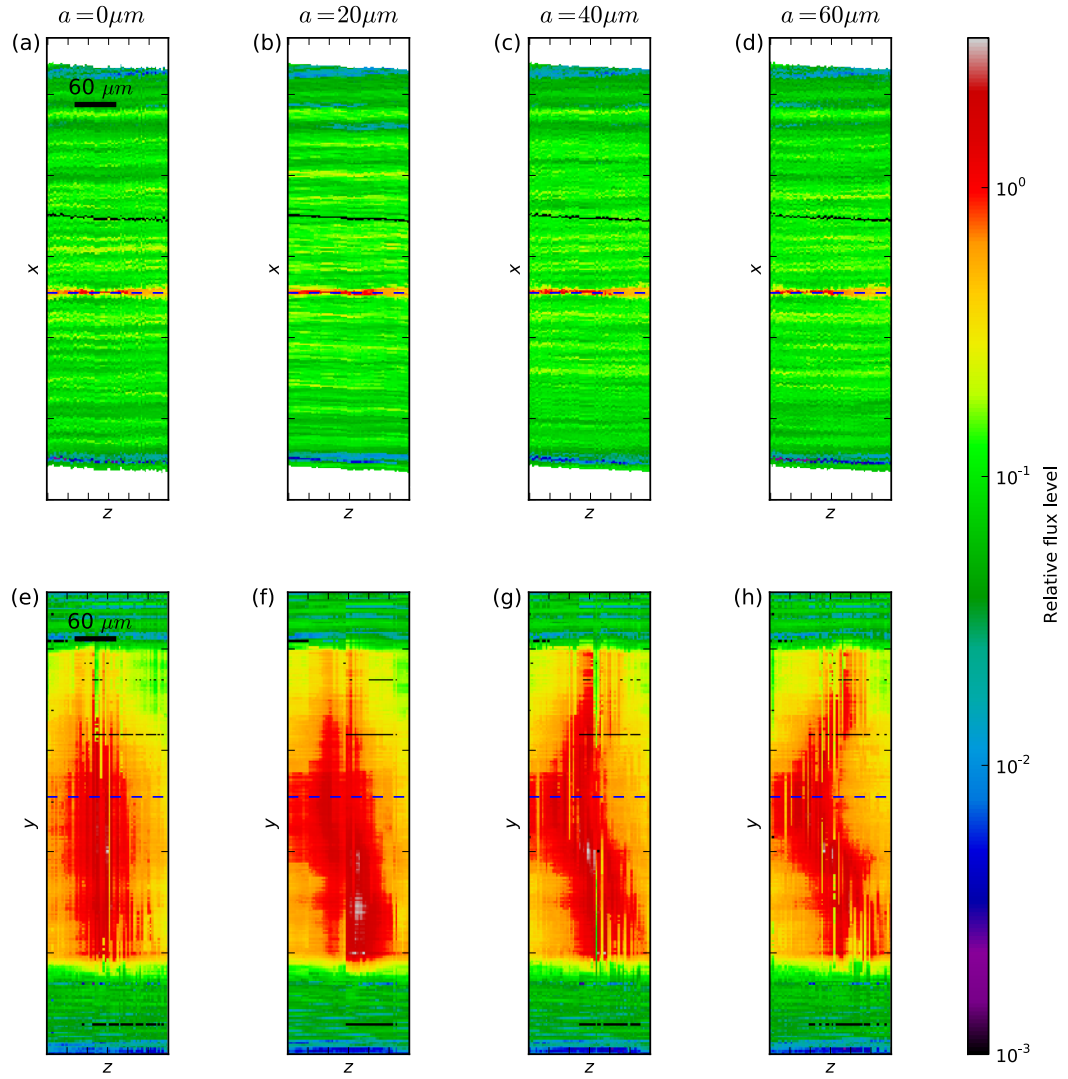 a = 0μm a = 20μm a = 40μm a = 60μm
(a) (b) (c) (d)
60 μm
x x x x
z z z z
10⁰
10⁻¹
10⁻²
10⁻³
Relative flux level
(e) (f) (g) (h)
60 μm
y y y y
z z z z